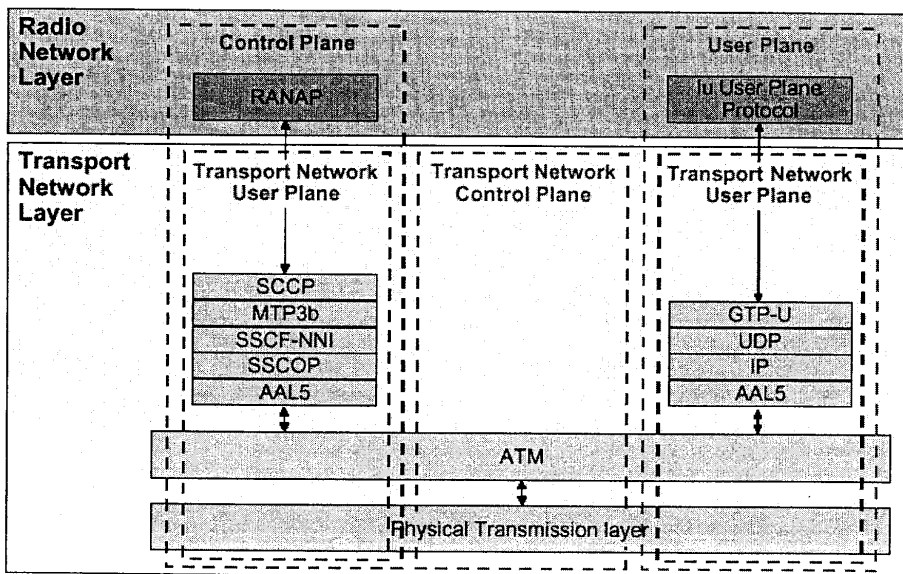 Radio
Network
Layer
Control Plane
RANAP
User Plane
Iu User Plane
Protocol
Transport
Network
Layer
Transport Network
User Plane
Transport Network
Control Plane
Transport Network
User Plane
SCCP
MTP3b
SSCF-NNI
SSCOP
AAL5
GTP-U
UDP
IP
AAL5
ATM
Physical Transmission layer